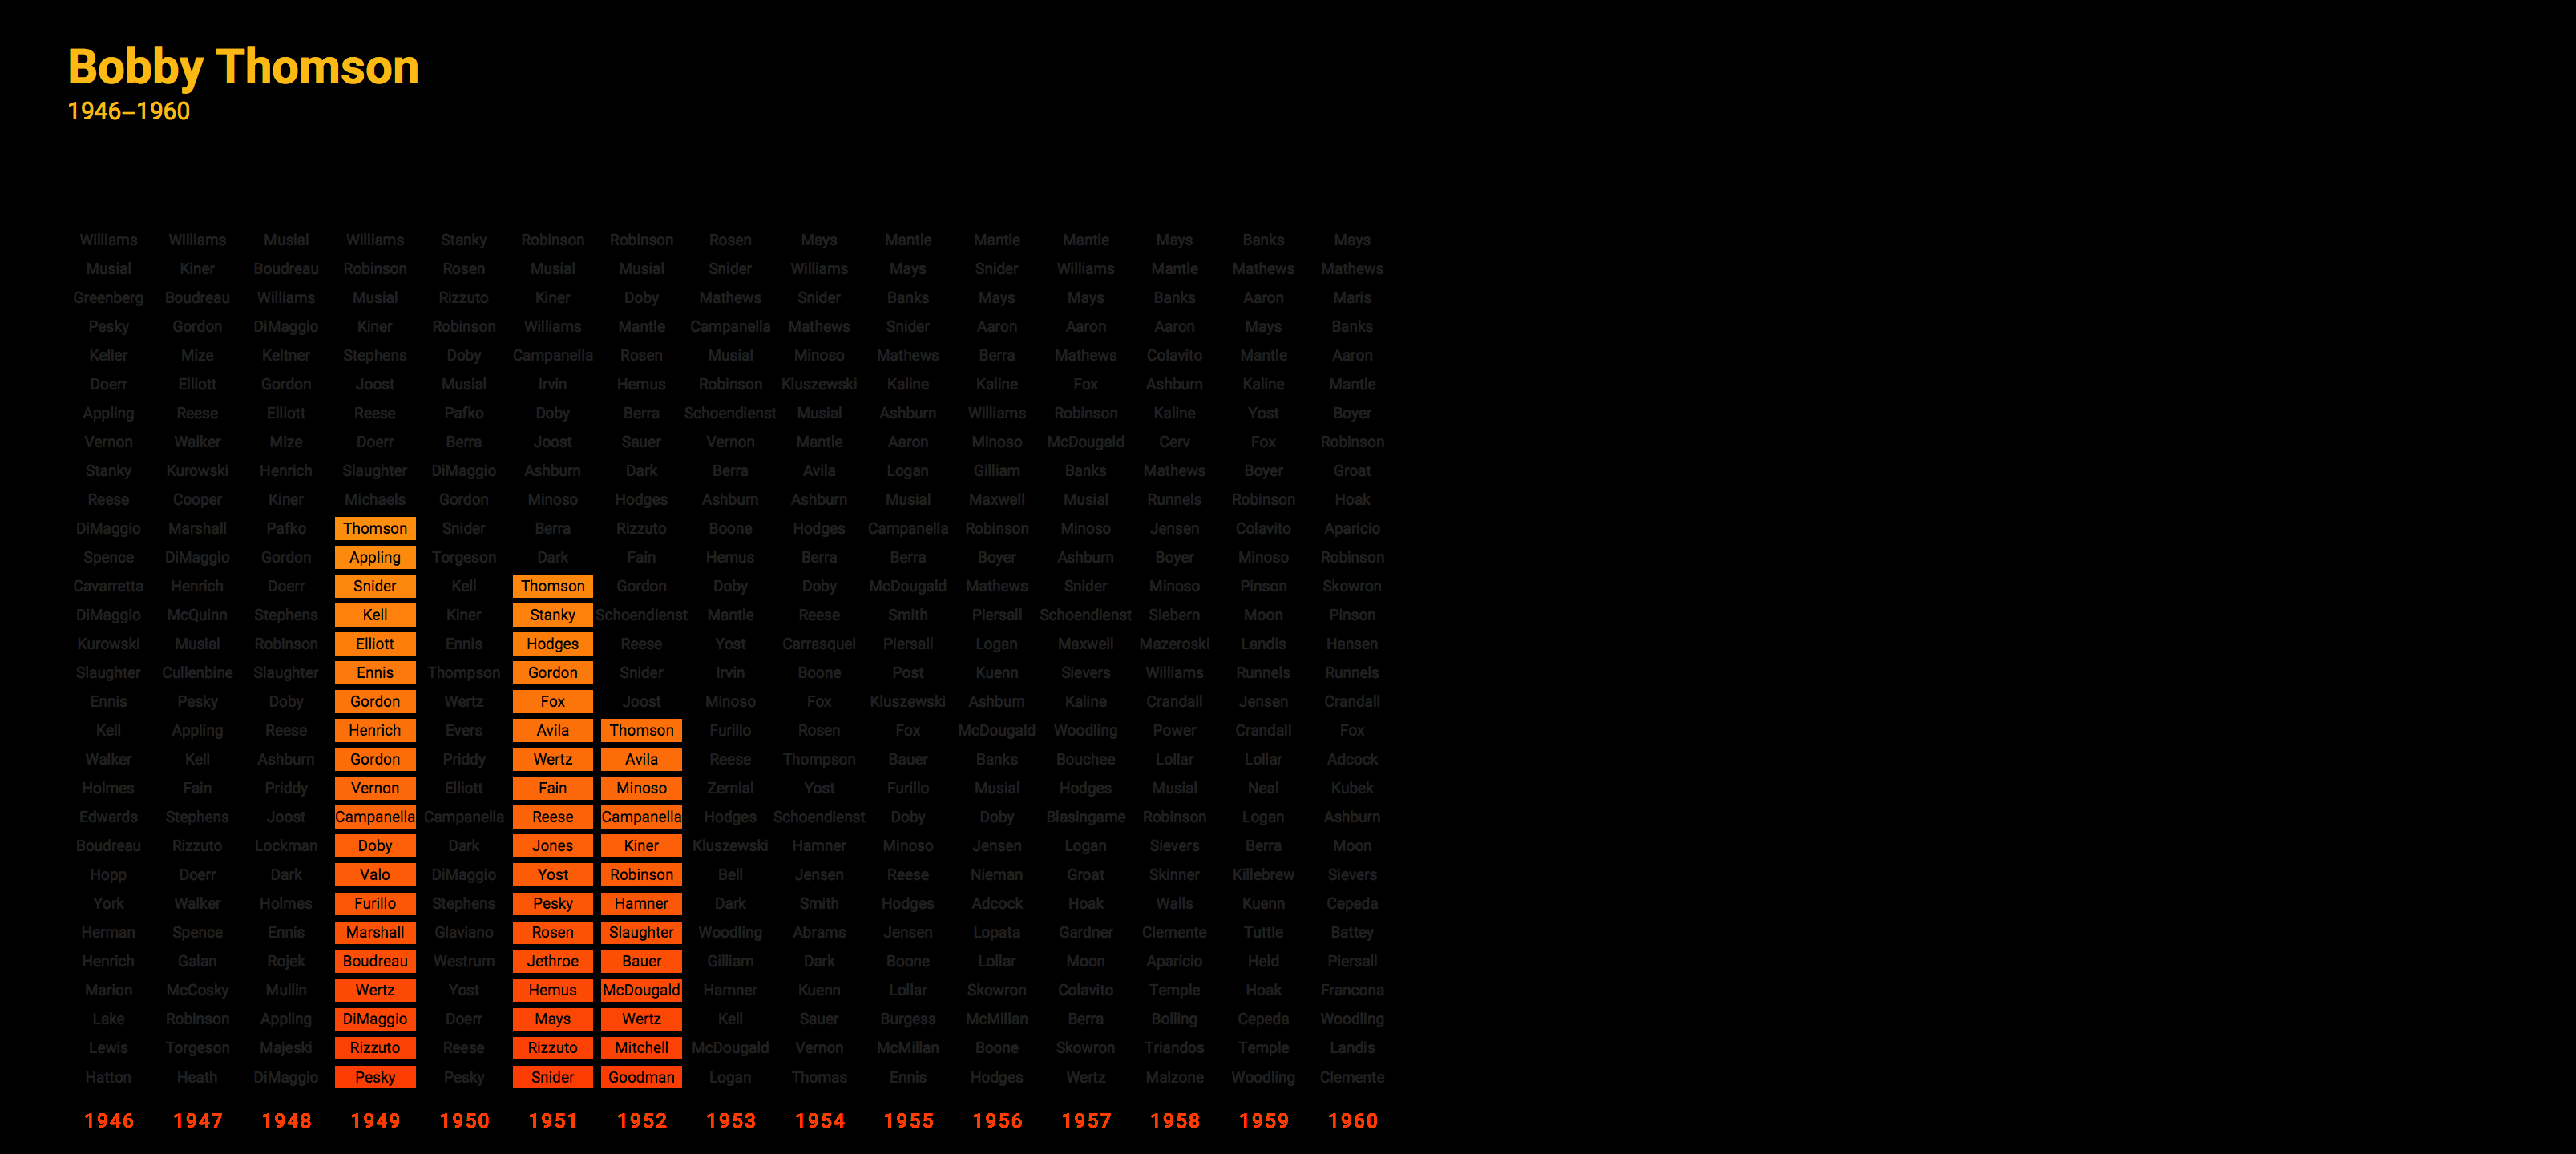 Bobby Thomson
1946–1960
Williams Williams Musial Williams Stanky Robinson Robinson Rosen Mays Mantle Mantle Mantle Mays Banks Mays
Musial Kiner Boudreau Robinson Rosen Musial Musial Snider Williams Mays Snider Williams Mantle Mathews Mathews
Greenberg Boudreau Williams Musial Rizzuto Kiner Doby Mathews Snider Banks Mays Mays Banks Aaron Maris
Pesky Gordon DiMaggio Kiner Robinson Williams Mantle Campanella Mathews Snider Aaron Aaron Aaron Mays Banks
Keller Mize Keltner Stephens Doby Campanella Rosen Musial Minoso Mathews Berra Mathews Colavito Mantle Aaron
Doerr Elliott Gordon Joost Musial Irvin Hemus Robinson Kluszewski Kaline Kaline Fox Ashburn Kaline Mantle
Appling Reese Elliott Reese Pafko Doby Berra Schoendienst Musial Ashburn Williams Robinson Kaline Yost Boyer
Vernon Walker Mize Doerr Berra Joost Sauer Vernon Mantle Aaron Minoso McDougald Cerv Fox Robinson
Stanky Kurowski Henrich Slaughter DiMaggio Ashburn Dark Berra Avila Logan Gilliam Banks Mathews Boyer Groat
Reese Cooper Kiner Michaels Gordon Minoso Hodges Ashburn Ashburn Musial Maxwell Musial Runnels Robinson Hoak
DiMaggio Marshall Pafko Thomson Snider Berra Rizzuto Boone Hodges Campanella Robinson Minoso Jensen Colavito Aparicio
Spence DiMaggio Gordon Appling Torgeson Dark Fain Hemus Berra Berra Boyer Ashburn Boyer Minoso Robinson
Cavarretta Henrich Doerr Snider Kell Thomson Gordon Doby Doby McDougald Mathews Snider Minoso Pinson Skowron
DiMaggio McQuinn Stephens Kell Kiner Stanky Schoendienst Mantle Reese Smith Piersall Schoendienst Siebern Moon Pinson
Kurowski Musial Robinson Elliott Ennis Hodges Reese Yost Carrasquel Piersall Logan Maxwell Mazeroski Landis Hansen
Slaughter Cullenbine Slaughter Ennis Thompson Gordon Snider Irvin Boone Post Kuenn Sievers Williams Runnels Runnels
Ennis Pesky Doby Gordon Wertz Fox Joost Minoso Fox Kluszewski Ashburn Kaline Crandall Jensen Crandall
Kell Appling Reese Henrich Evers Avila Thomson Furillo Rosen Fox McDougald Woodling Power Crandall Fox
Walker Kell Ashburn Gordon Priddy Wertz Avila Reese Thompson Bauer Banks Bouchee Lollar Lollar Adcock
Holmes Fain Priddy Vernon Elliott Fain Minoso Zernial Yost Furillo Musial Hodges Musial Neal Kubek
Edwards Stephens Joost Campanella Campanella Reese Campanella Hodges Schoendienst Doby Doby Blasingame Robinson Logan Ashburn
Boudreau Rizzuto Lockman Doby Dark Jones Kiner Kluszewski Hamner Minoso Jensen Logan Sievers Berra Moon
Hopp Doerr Dark Valo DiMaggio Yost Robinson Bell Jensen Reese Nieman Groat Skinner Killebrew Sievers
York Walker Holmes Furillo Stephens Pesky Hamner Dark Smith Hodges Adcock Hoak Walls Kuenn Cepeda
Herman Spence Ennis Marshall Glaviano Rosen Slaughter Woodling Abrams Jensen Lopata Gardner Clemente Tuttle Battey
Henrich Galan Rojek Boudreau Westrum Jethroe Bauer Gilliam Dark Boone Lollar Moon Aparicio Held Piersall
Marion McCosky Mullin Wertz Yost Hemus McDougald Hamner Kuenn Lollar Skowron Colavito Temple Hoak Francona
Lake Robinson Appling DiMaggio Doerr Mays Wertz Kell Sauer Burgess McMillan Berra Bolling Cepeda Woodling
Lewis Torgeson Majeski Rizzuto Reese Rizzuto Mitchell McDougald Vernon McMillan Boone Skowron Triandos Temple Landis
Hatton Heath DiMaggio Pesky Pesky Snider Goodman Logan Thomas Ennis Hodges Wertz Malzone Woodling Clemente
1946 1947 1948 1949 1950 1951 1952 1953 1954 1955 1956 1957 1958 1959 1960